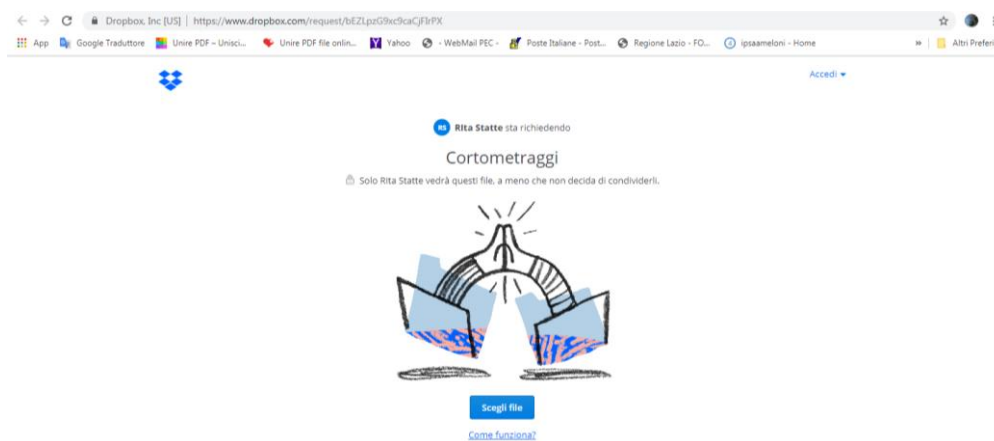 Dropbox, Inc [US] | https://www.dropbox.com/request/bEZLpzG9xc9caCjFIrPX
App Google Traduttore Unire PDF – Unisci... Unire PDF file onlin... Yahoo - WebMail PEC - Poste Italiane - Post... Regione Lazio - FO... ipsaameloni - Home » Altri Preferi
Accedi
RS RIta Statte sta richiedendo
Cortometraggi
Solo Rita Statte vedrà questi file, a meno che non decida di condividerli.
Scegli file
Come funziona?